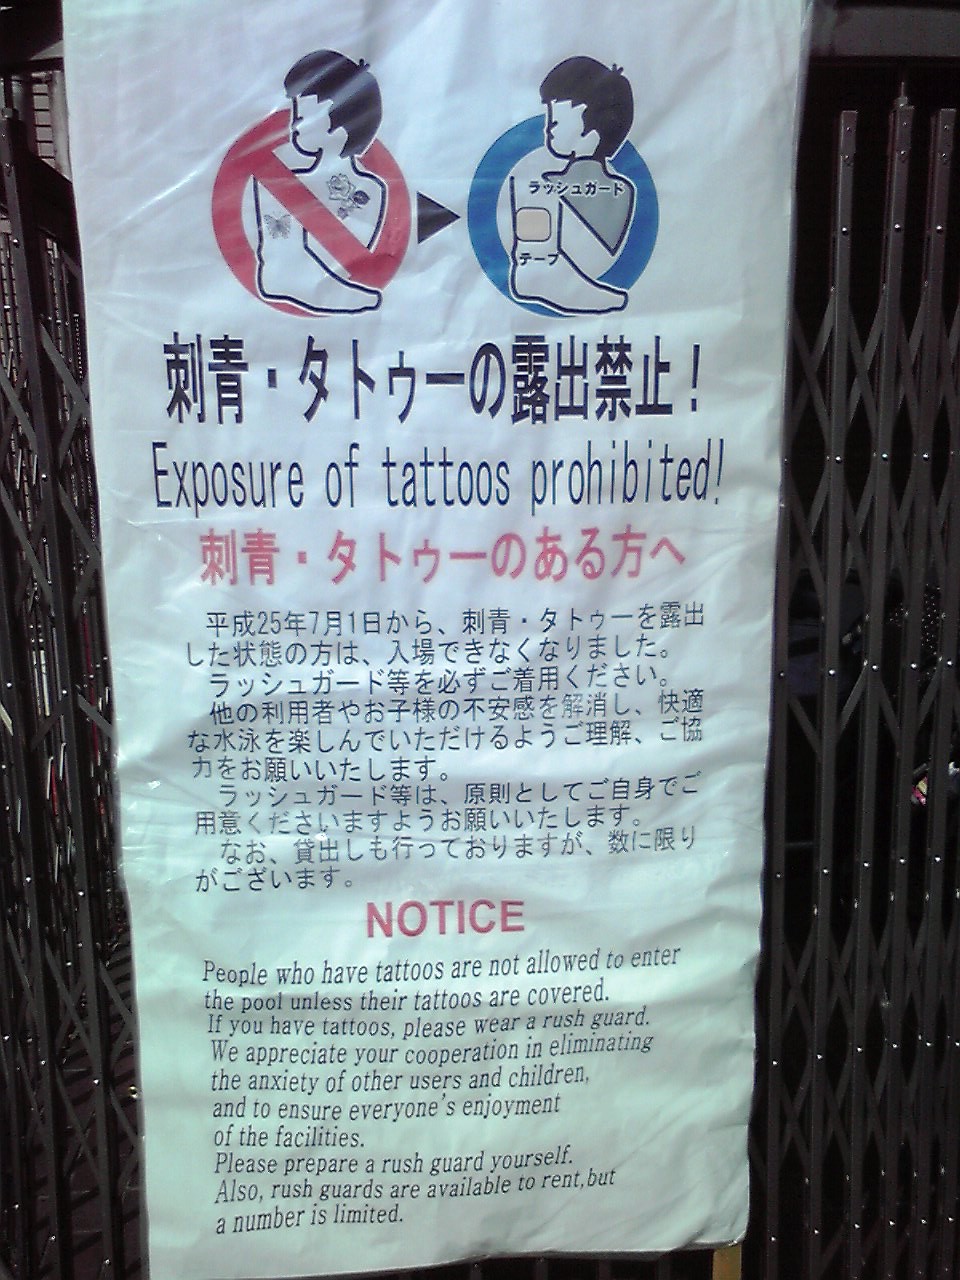 ラッシュガード
テープ
刺青・タトゥーの露出禁止！
Exposure of tattoos prohibited!
刺青・タトゥーのある方へ
平成25年7月1日から、刺青・タトゥーを露出
した状態の方は、入場できなくなりました。
ラッシュガード等を必ずご着用ください。
他の利用者やお子様の不安感を解消し、快適
な水泳を楽しんでいただけるようご理解、ご協
力をお願いいたします。
ラッシュガード等は、原則としてご自身でご
用意くださいますようお願いいたします。
なお、貸出しも行っておりますが、数に限り
がございます。
NOTICE
People who have tattoos are not allowed to enter
the pool unless their tattoos are covered.
If you have tattoos, please wear a rush guard.
We appreciate your cooperation in eliminating
the anxiety of other users and children,
and to ensure everyone's enjoyment
of the facilities.
Please prepare a rush guard yourself.
Also, rush guards are available to rent,but
a number is limited.